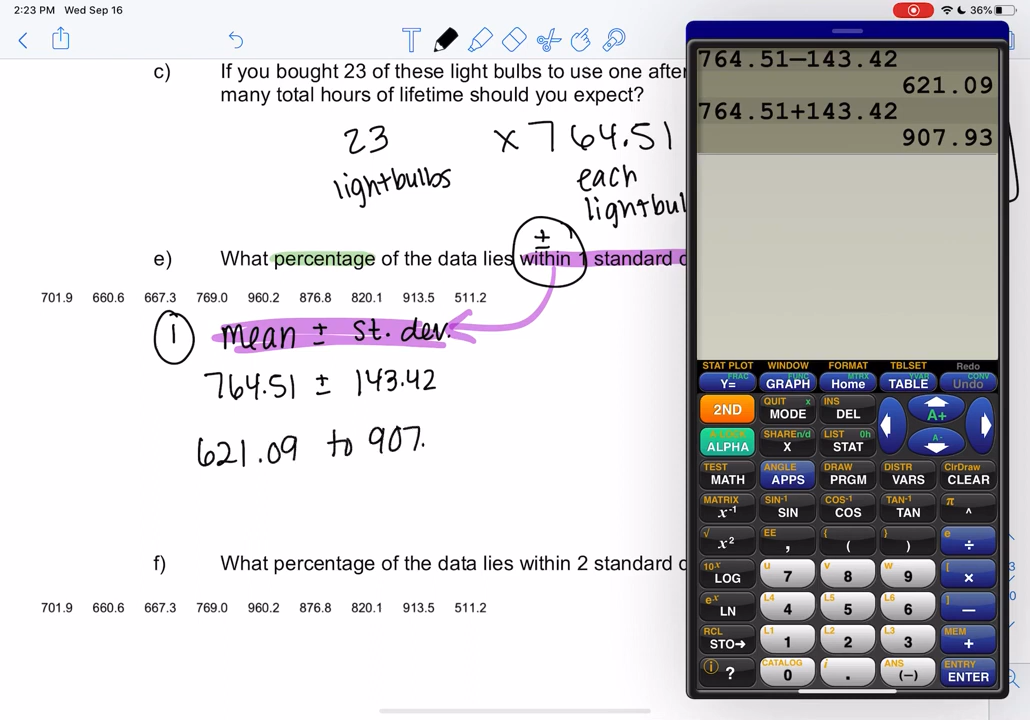 2:23 PM Wed Sep 16
36%
c) If you bought 23 of these light bulbs to use one after
many total hours of lifetime should you expect?
23 x 764.51
lightbulbs each
lightbul
±
e) What percentage of the data lies within 1 standard d
701.9 660.6 667.3 769.0 960.2 876.8 820.1 913.5 511.2
1 mean ± st. dev.
764.51 ± 143.42
621.09 to 907.
f) What percentage of the data lies within 2 standard d
701.9 660.6 667.3 769.0 960.2 876.8 820.1 913.5 511.2
764.51−143.42
621.09
764.51+143.42
907.93
STAT PLOT WINDOW FORMAT TBLSET Redo
Y= GRAPH Home TABLE Undo
QUIT x INS
2ND MODE DEL A+
A-LOCK SHARE n/d LIST 0h A-
ALPHA X STAT
TEST ANGLE DRAW DISTR ClrDraw
MATH APPS PRGM VARS CLEAR
MATRIX SIN-1 COS-1 TAN-1 π
x-1 SIN COS TAN ^
√ EE { } e
x2 , ( ) ÷
10x u v w [
LOG 7 8 9 ×
ex L4 L5 L6 ]
LN 4 5 6 —
RCL L1 L2 L3 MEM
STO→ 1 2 3 +
CATALOG i ANS ENTRY
i ? 0 . (−) ENTER